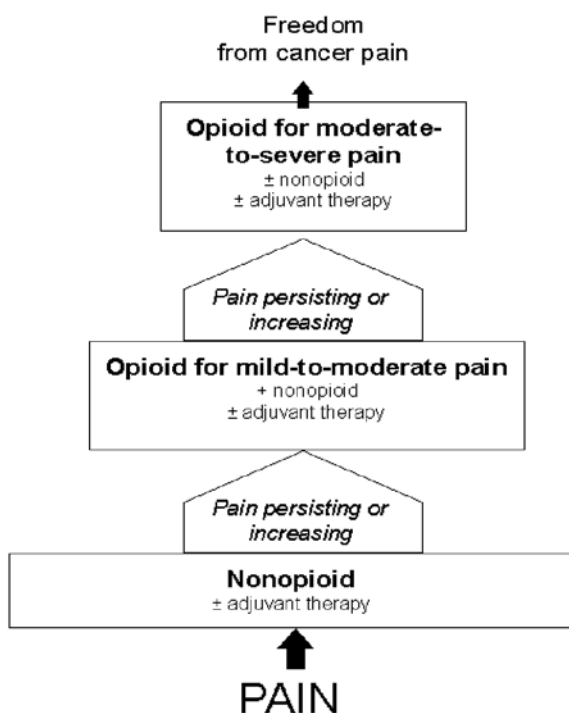 Freedom
from cancer pain
Opioid for moderate-
to-severe pain
± nonopioid
± adjuvant therapy
Pain persisting or
increasing
Opioid for mild-to-moderate pain
+ nonopioid
± adjuvant therapy
Pain persisting or
increasing
Nonopioid
± adjuvant therapy
PAIN